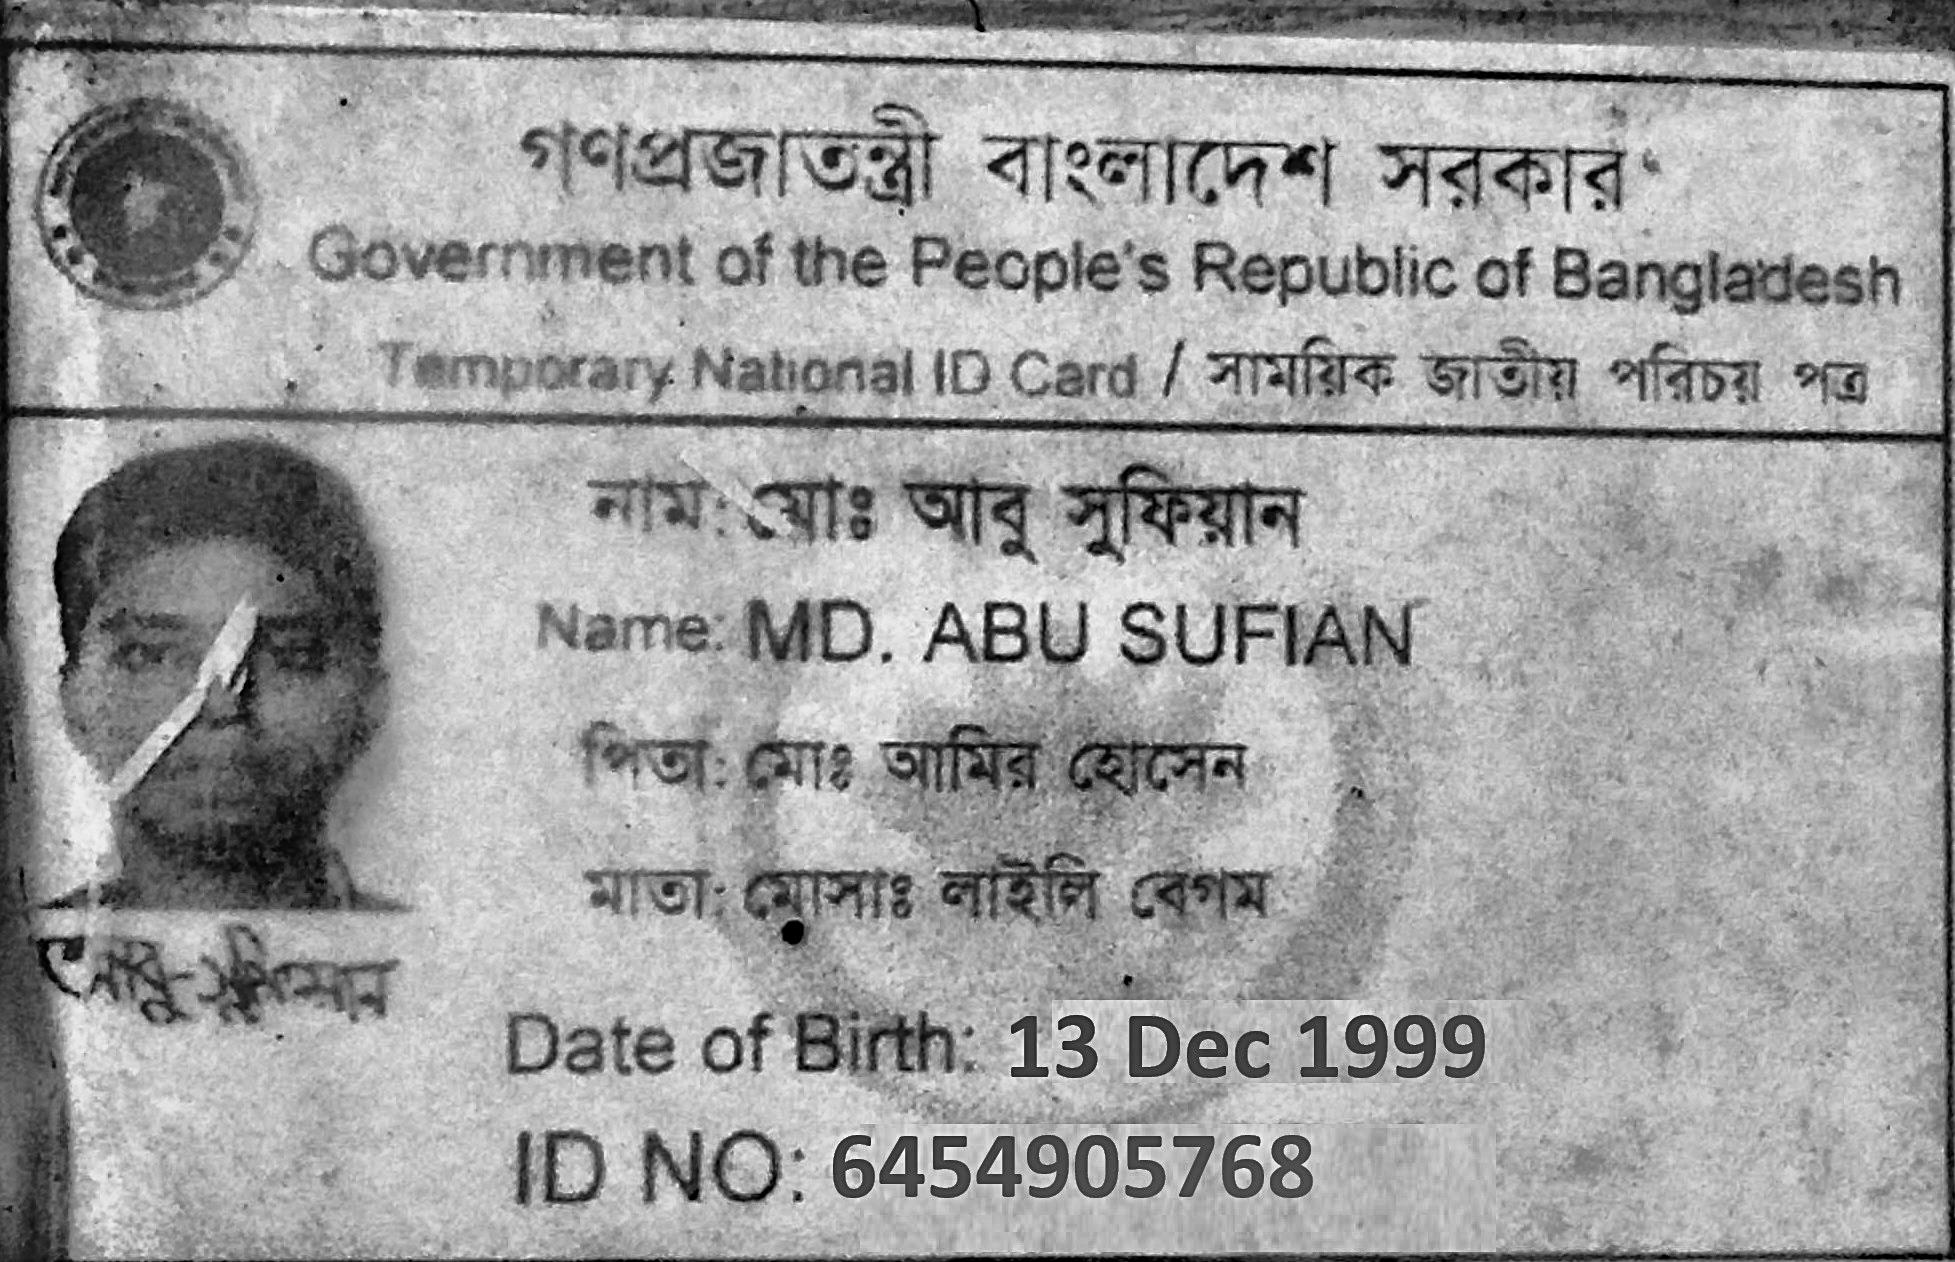 গণপ্রজাতন্ত্রী বাংলাদেশ সরকার
Government of the People's Republic of Bangladesh
Temporary National ID Card / সাময়িক জাতীয় পরিচয় পত্র
নাম: মোঃ আবু সুফিয়ান
Name: MD. ABU SUFIAN
পিতা: মোঃ আমির হোসেন
মাতা: মোসাঃ লাইলি বেগম
Date of Birth: 13 Dec 1999
ID NO: 6454905768